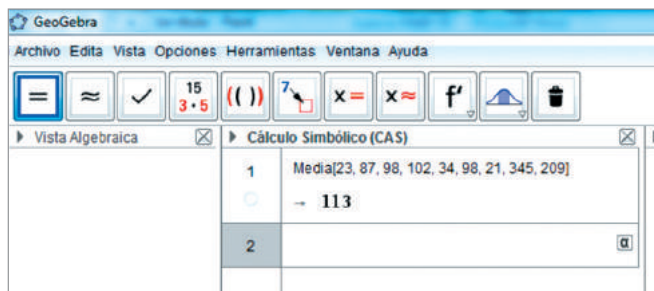 GeoGebra
Archivo Edita Vista Opciones Herramientas Ventana Ayuda
= ≈ ✓ 15 3·5 (( )) 7 x = x ≈ f'
Vista Algebraica
Cálculo Simbólico (CAS)
1 Media[23, 87, 98, 102, 34, 98, 21, 345, 209]
→ 113
2 α